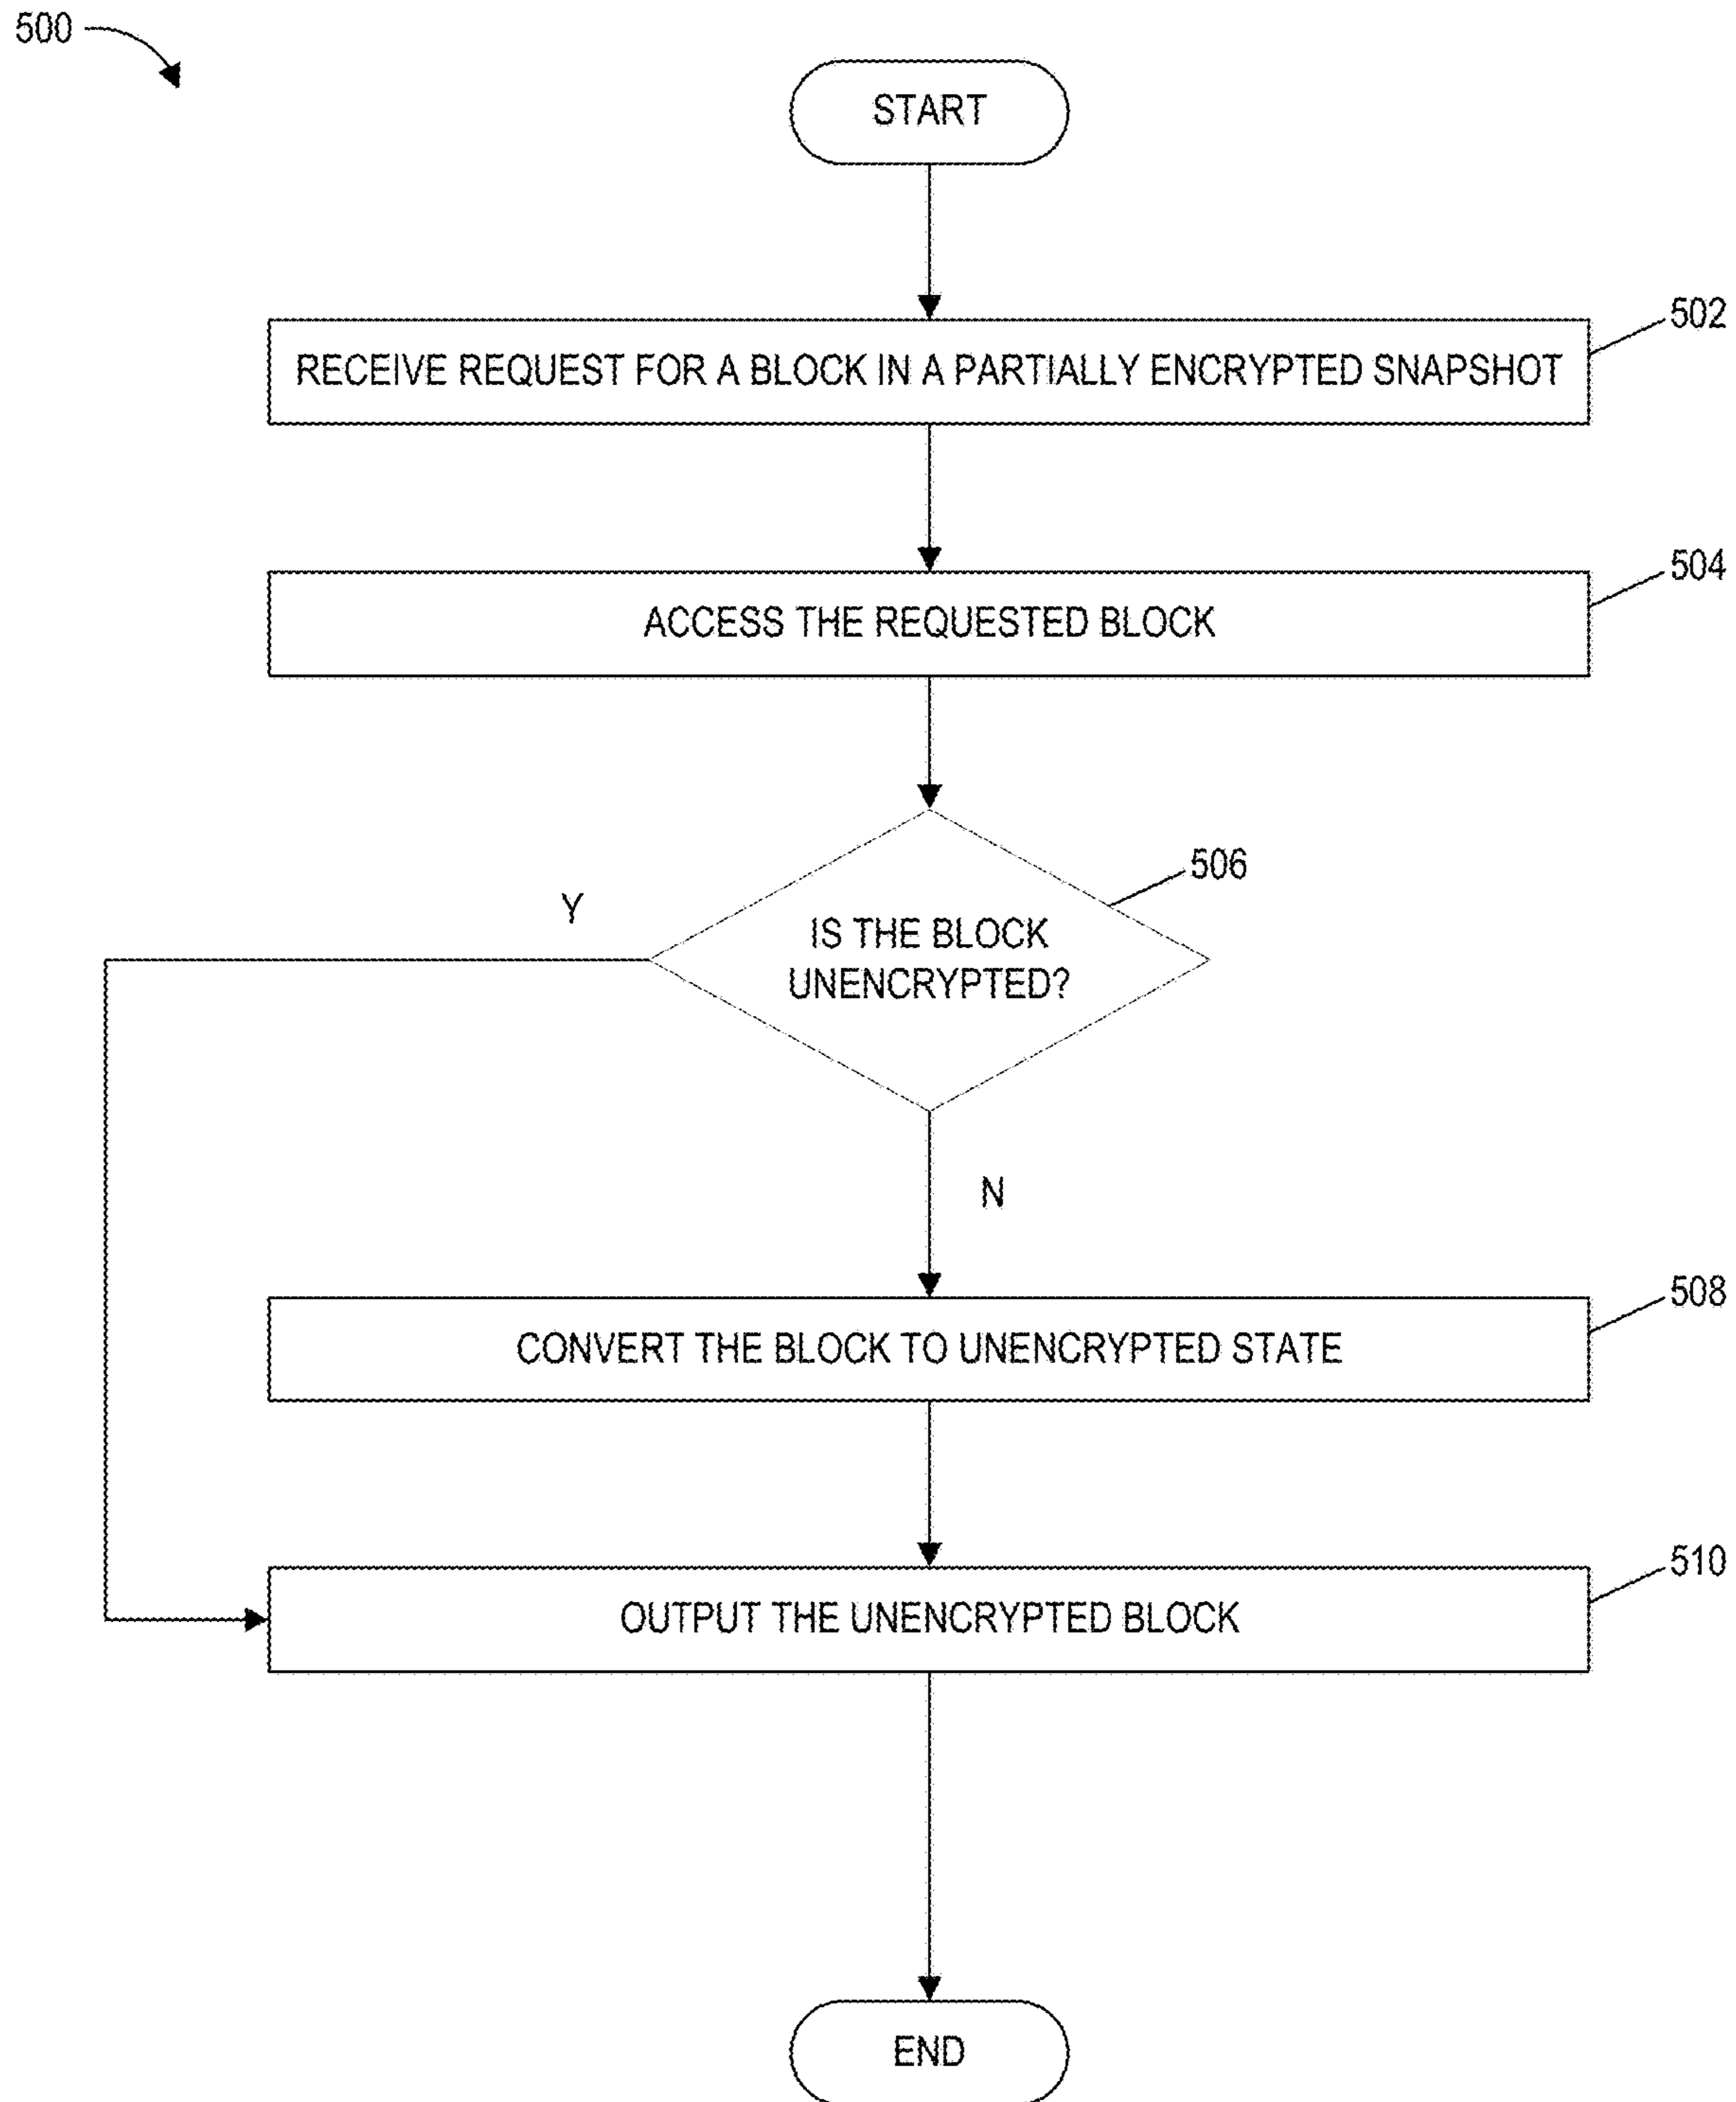 500
START
RECEIVE REQUEST FOR A BLOCK IN A PARTIALLY ENCRYPTED SNAPSHOT
502
ACCESS THE REQUESTED BLOCK
504
506
IS THE BLOCK
UNENCRYPTED?
Y
N
CONVERT THE BLOCK TO UNENCRYPTED STATE
508
OUTPUT THE UNENCRYPTED BLOCK
510
END